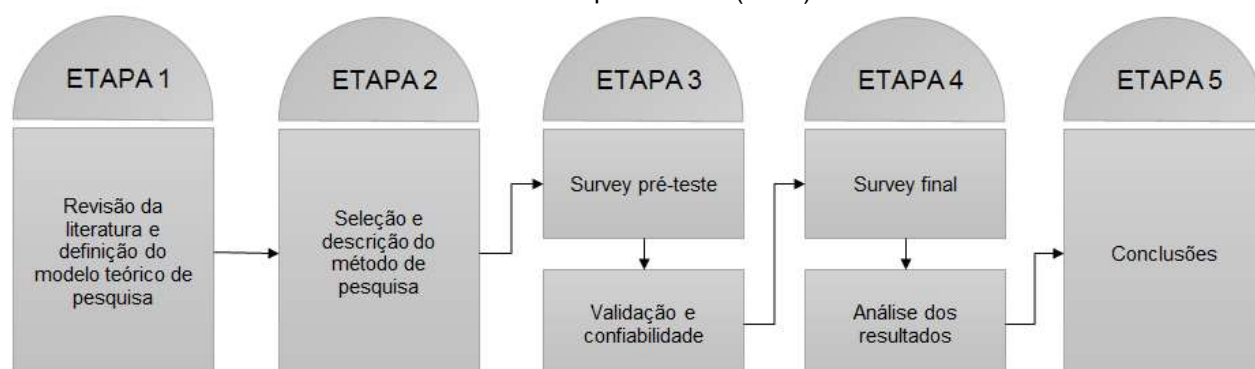 ETAPA 1
ETAPA 2
ETAPA 3
ETAPA 4
ETAPA 5
Revisão da
literatura e
definição do
modelo teórico de
pesquisa
Seleção e
descrição do
método de
pesquisa
Survey pré-teste
Validação e
confiabilidade
Survey final
Análise dos
resultados
Conclusões